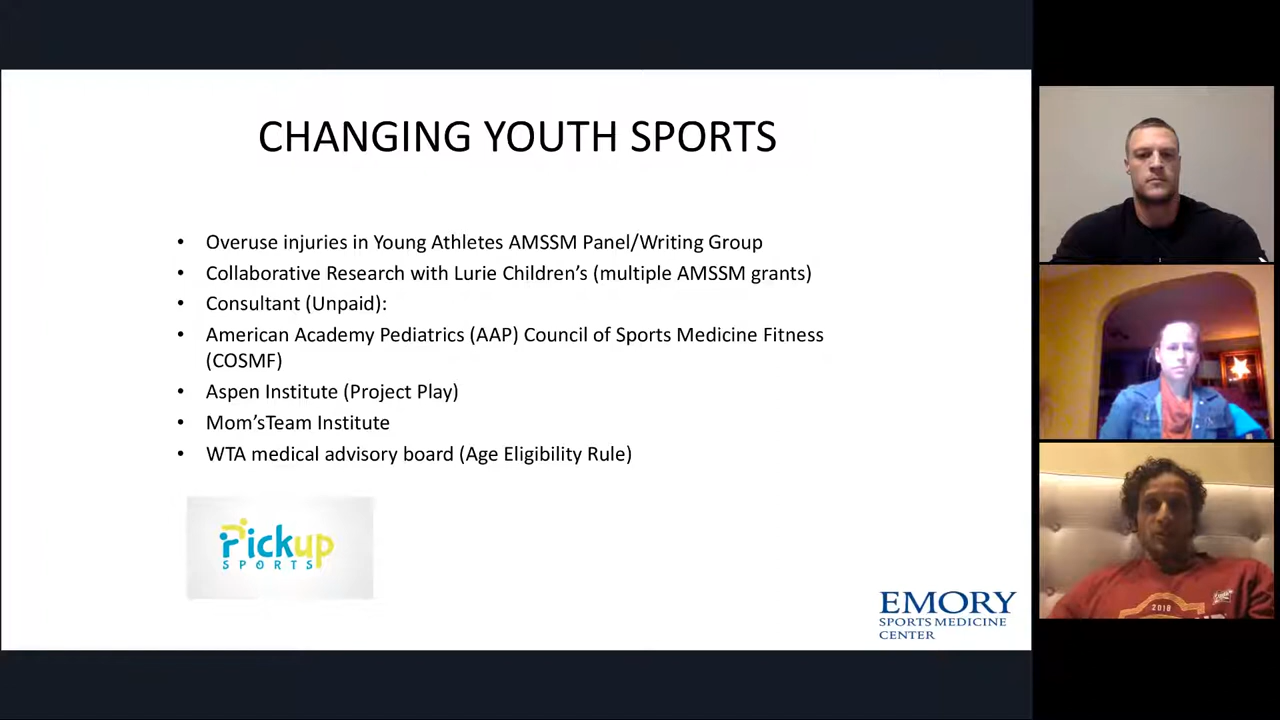 CHANGING YOUTH SPORTS
• Overuse injuries in Young Athletes AMSSM Panel/Writing Group
• Collaborative Research with Lurie Children’s (multiple AMSSM grants)
• Consultant (Unpaid):
• American Academy Pediatrics (AAP) Council of Sports Medicine Fitness
(COSMF)
• Aspen Institute (Project Play)
• Mom’sTeam Institute
• WTA medical advisory board (Age Eligibility Rule)
Pickup
SPORTS
EMORY
SPORTS MEDICINE
CENTER
2018